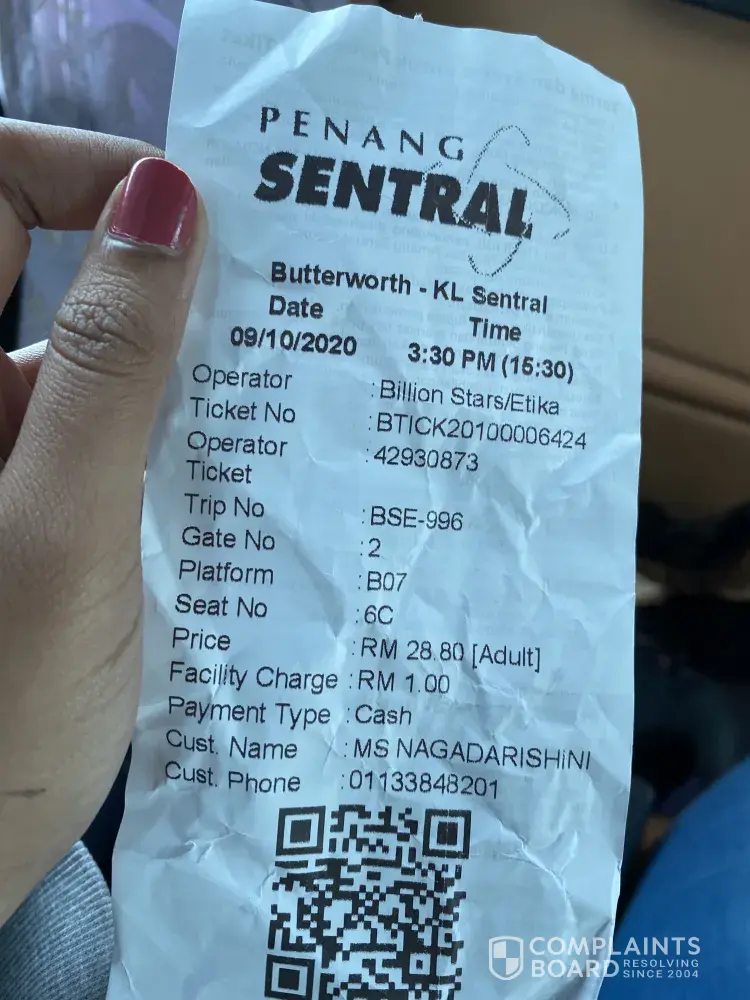 PENANG
SENTRAL
Butterworth - KL Sentral
Date Time
09/10/2020 3:30 PM (15:30)
Operator :Billion Stars/Etika
Ticket No :BTICK20100006424
Operator :42930873
Ticket
Trip No :BSE-996
Gate No :2
Platform :B07
Seat No :6C
Price :RM 28.80 [Adult]
Facility Charge :RM 1.00
Payment Type :Cash
Cust. Name :MS NAGADARISHiNI
Cust. Phone :01133848201
COMPLAINTS
BOARD RESOLVING
SINCE 2004